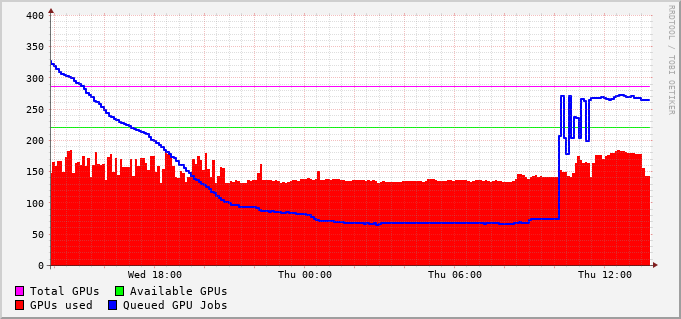 RRDTOOL / TOBI OETIKER
400
350
300
250
200
150
100
50
0
Wed 18:00 Thu 00:00 Thu 06:00 Thu 12:00
Total GPUs Available GPUs
GPUs used Queued GPU Jobs